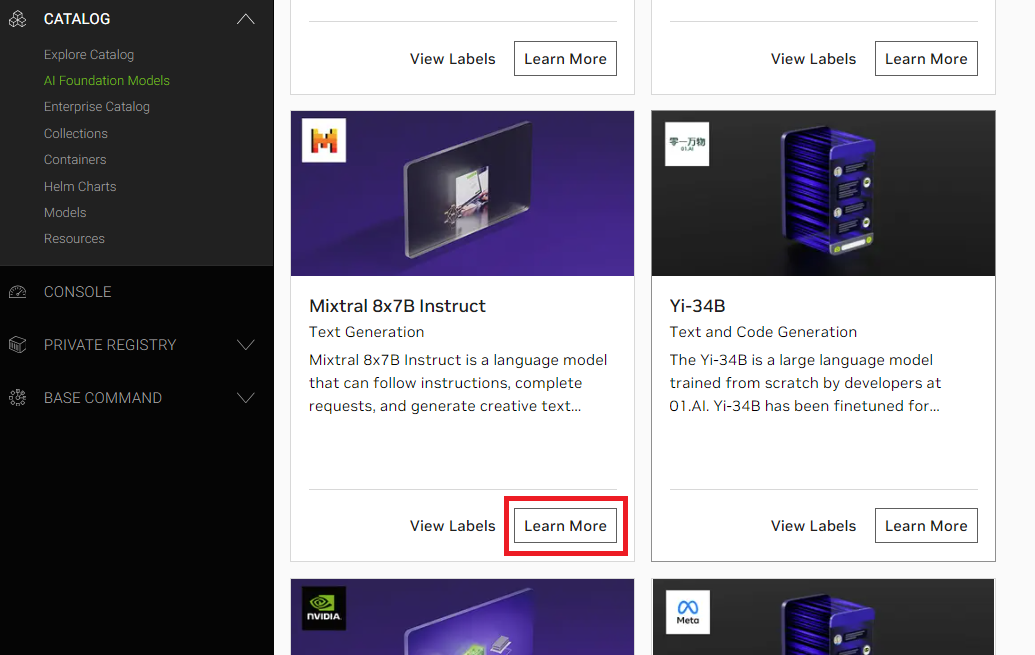 CATALOG
Explore Catalog
AI Foundation Models
Enterprise Catalog
Collections
Containers
Helm Charts
Models
Resources
CONSOLE
PRIVATE REGISTRY
BASE COMMAND
View Labels
Learn More
View Labels
Learn More
Mixtral 8x7B Instruct
Text Generation
Mixtral 8x7B Instruct is a language model
that can follow instructions, complete
requests, and generate creative text...
View Labels
Learn More
零一万物
01.AI
Yi-34B
Text and Code Generation
The Yi-34B is a large language model
trained from scratch by developers at
01.AI. Yi-34B has been finetuned for...
View Labels
Learn More
NVIDIA.
Meta